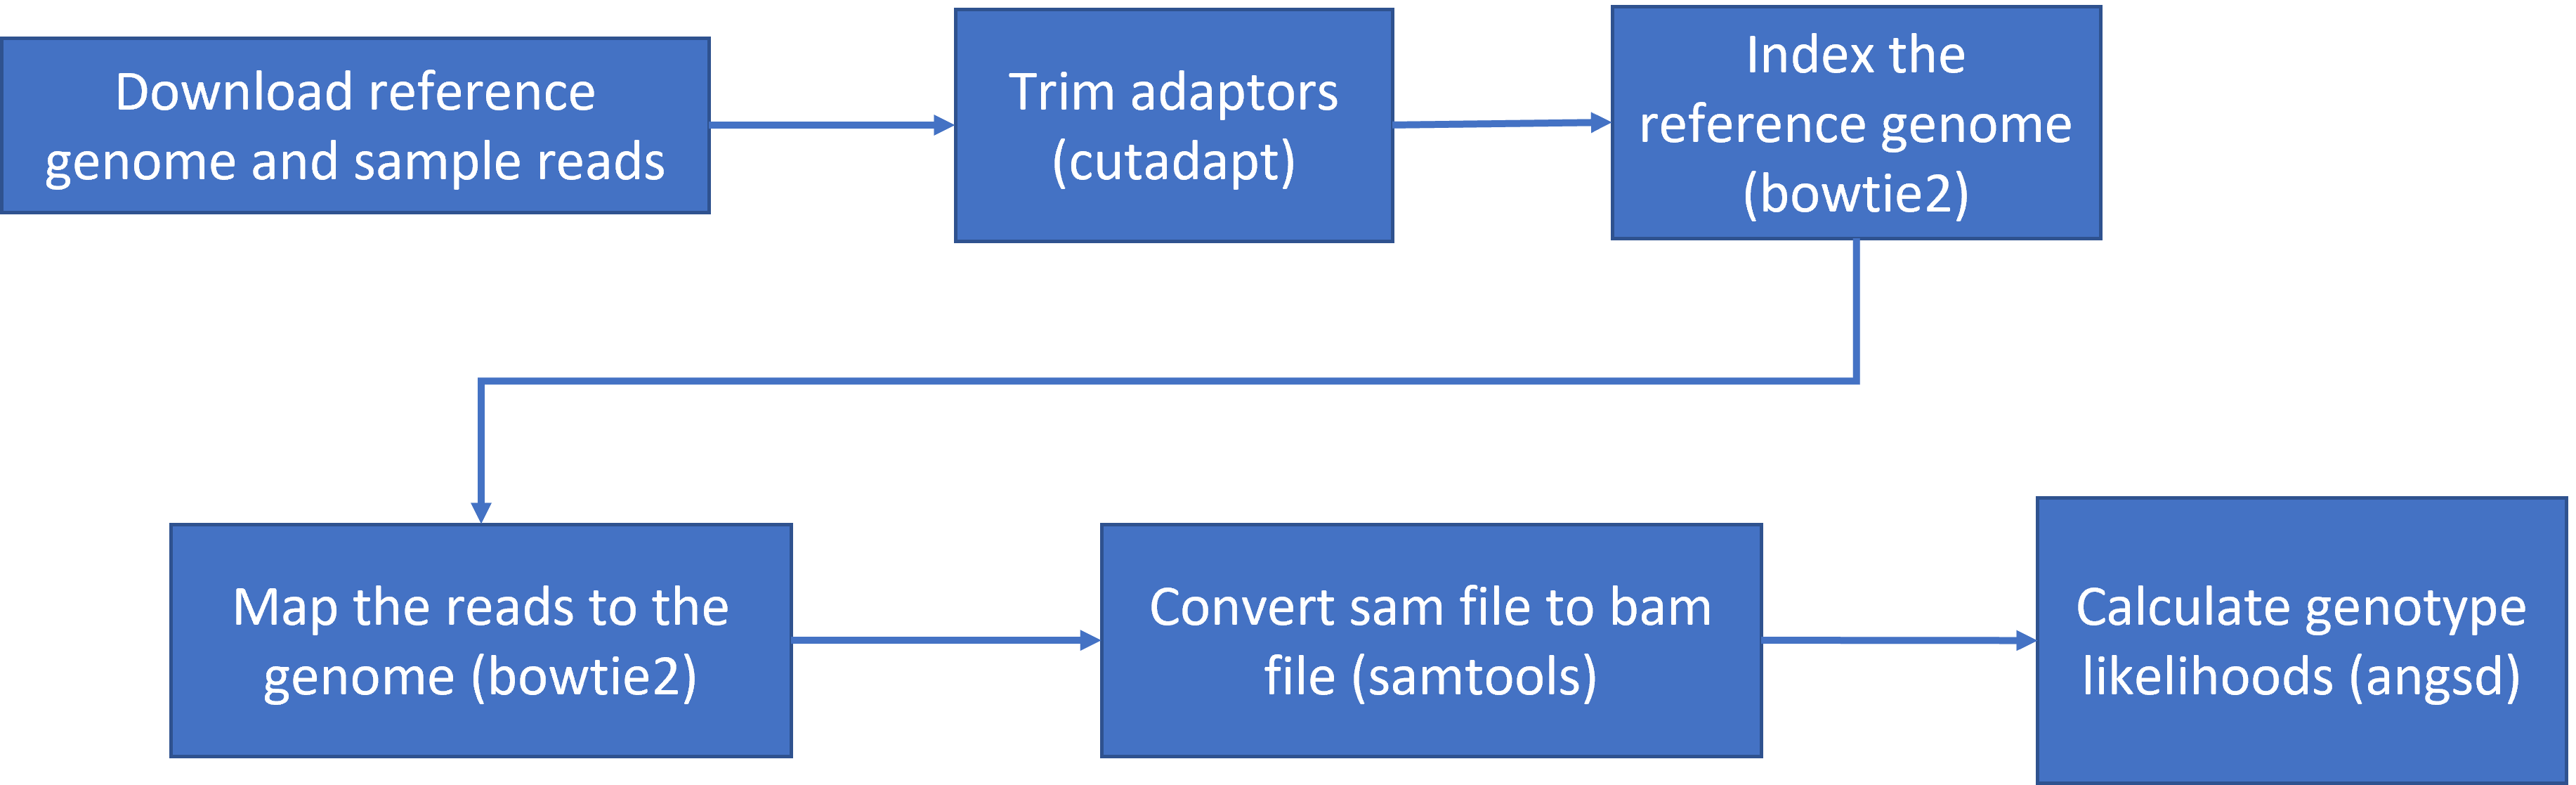 Download reference
genome and sample reads
Trim adaptors
(cutadapt)
Index the
reference genome
(bowtie2)
Map the reads to the
genome (bowtie2)
Convert sam file to bam
file (samtools)
Calculate genotype
likelihoods (angsd)